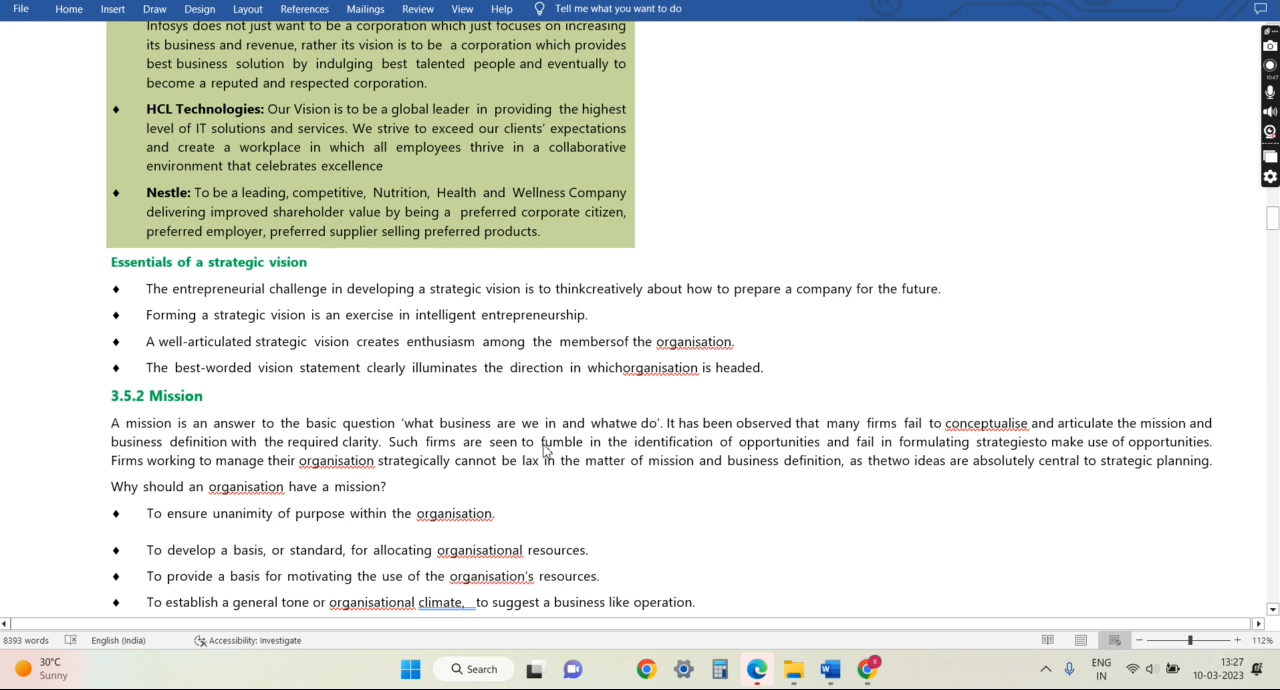 File Home Insert Draw Design Layout References Mailings Review View Help Tell me what you want to do
Infosys does not just want to be a corporation which just focuses on increasing
its business and revenue, rather its vision is to be a corporation which provides
best business solution by indulging best talented people and eventually to
become a reputed and respected corporation.
♦ HCL Technologies: Our Vision is to be a global leader in providing the highest
level of IT solutions and services. We strive to exceed our clients' expectations
and create a workplace in which all employees thrive in a collaborative
environment that celebrates excellence
♦ Nestle: To be a leading, competitive, Nutrition, Health and Wellness Company
delivering improved shareholder value by being a preferred corporate citizen,
preferred employer, preferred supplier selling preferred products.
Essentials of a strategic vision
♦ The entrepreneurial challenge in developing a strategic vision is to thinkcreatively about how to prepare a company for the future.
♦ Forming a strategic vision is an exercise in intelligent entrepreneurship.
♦ A well-articulated strategic vision creates enthusiasm among the membersof the organisation.
♦ The best-worded vision statement clearly illuminates the direction in whichorganisation is headed.
3.5.2 Mission
A mission is an answer to the basic question 'what business are we in and whatwe do'. It has been observed that many firms fail to conceptualise and articulate the mission and
business definition with the required clarity. Such firms are seen to fumble in the identification of opportunities and fail in formulating strategiesto make use of opportunities.
Firms working to manage their organisation strategically cannot be lax in the matter of mission and business definition, as thetwo ideas are absolutely central to strategic planning.
Why should an organisation have a mission?
♦ To ensure unanimity of purpose within the organisation.
♦ To develop a basis, or standard, for allocating organisational resources.
♦ To provide a basis for motivating the use of the organisation's resources.
♦ To establish a general tone or organisational climate, to suggest a business like operation.
8393 words English (India) Accessibility: Investigate 112%
30°C
Sunny
Search
ENG
IN
13:27
10-03-2023